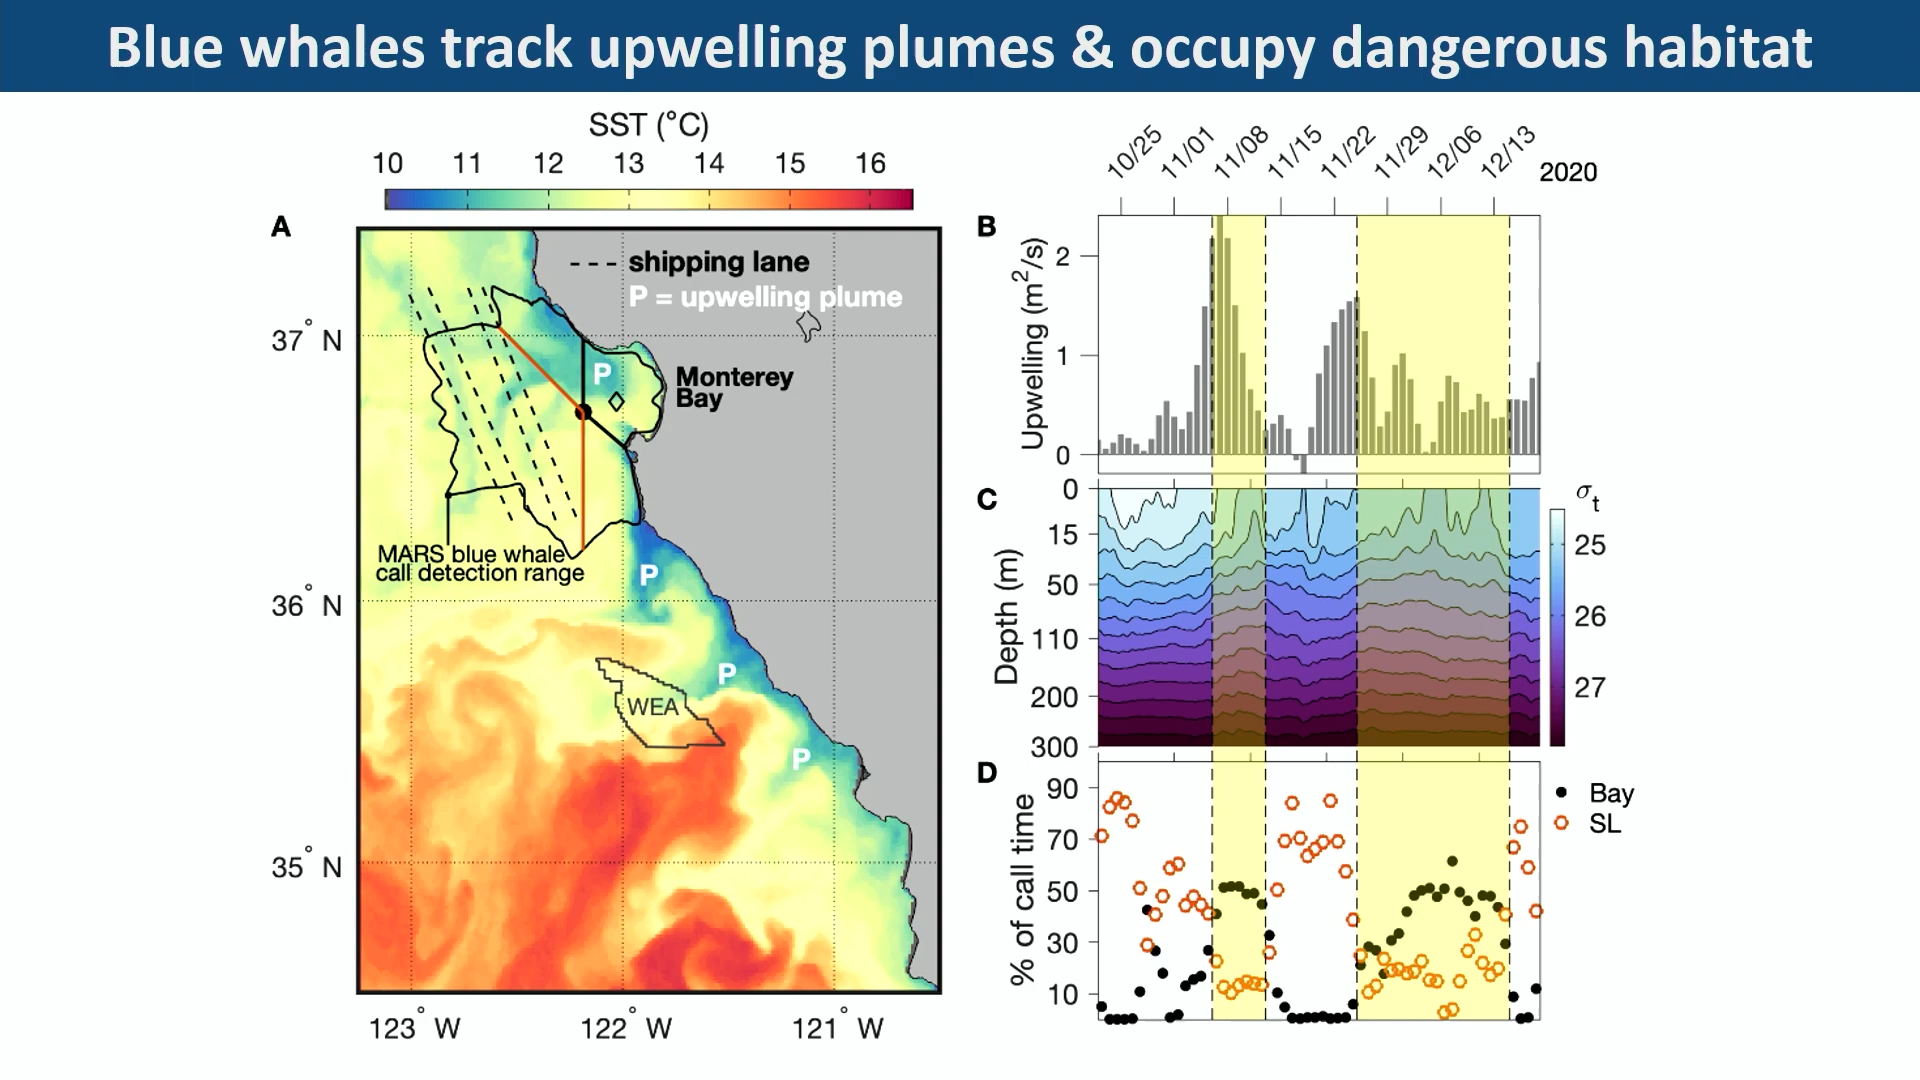 Blue whales track upwelling plumes & occupy dangerous habitat
SST (°C)
10 11 12 13 14 15 16
A
--- shipping lane
P = upwelling plume
37° N
P
Monterey
Bay
MARS blue whale
call detection range
P
36° N
P
WEA
P
35° N
123° W 122° W 121° W
10/25 11/01 11/08 11/15 11/22 11/29 12/06 12/13 2020
B
Upwelling (m²/s)
2
1
0
C
Depth (m)
0
15
50
110
200
300
σt
25
26
27
D
% of call time
90
70
50
30
10
Bay
SL